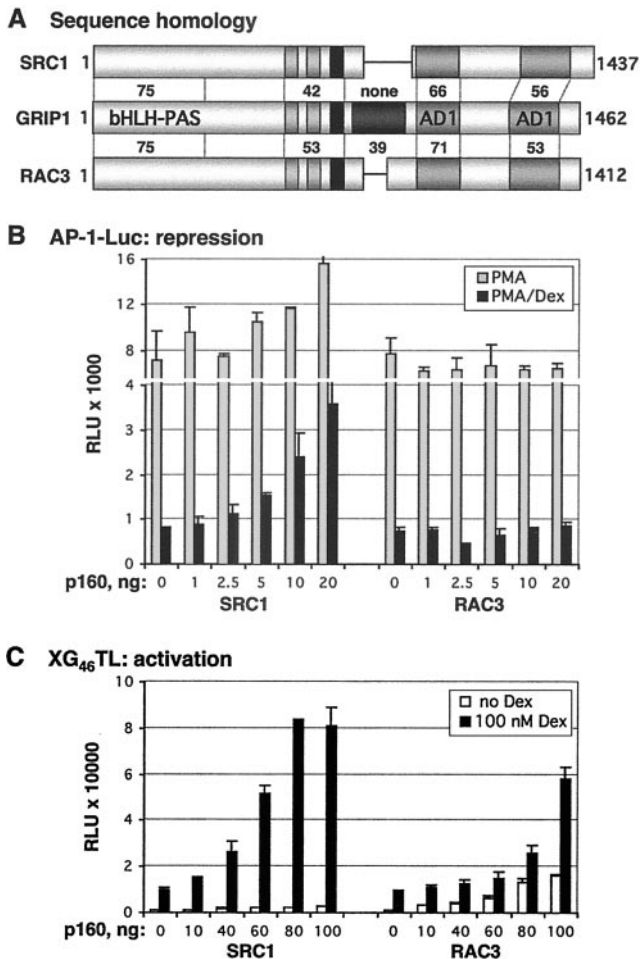 A Sequence homology
SRC1 1 1437
75 42 none 66 56
GRIP1 1 bHLH-PAS AD1 AD1 1462
75 53 39 71 53
RAC3 1 1412
B AP-1-Luc: repression
16
12
8
4
3
2
1
0
RLU x 1000
PMA
PMA/Dex
p160, ng: 0 1 2.5 5 10 20 0 1 2.5 5 10 20
SRC1 RAC3
C XG46TL: activation
10
8
6
4
2
0
RLU x 10000
no Dex
100 nM Dex
p160, ng: 0 10 40 60 80 100 0 10 40 60 80 100
SRC1 RAC3